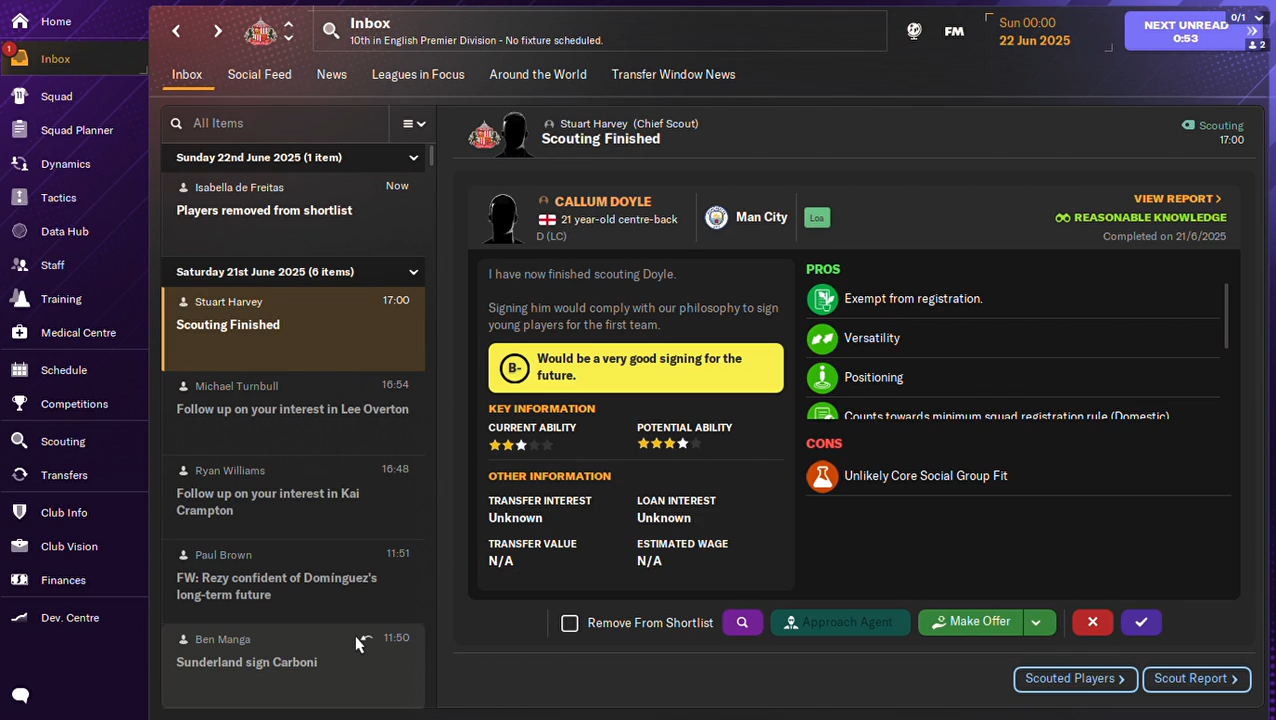 Home
1
Inbox
Squad
Squad Planner
Dynamics
Tactics
Data Hub
Staff
Training
Medical Centre
Schedule
Competitions
Scouting
Transfers
Club Info
Club Vision
Finances
Dev. Centre
Inbox
10th in English Premier Division - No fixture scheduled.
FM
Sun 00:00
22 Jun 2025
NEXT UNREAD
0:53
0/1
2
Inbox
Social Feed
News
Leagues in Focus
Around the World
Transfer Window News
All Items
Sunday 22nd June 2025 (1 item)
Isabella de Freitas
Now
Players removed from shortlist
Saturday 21st June 2025 (6 items)
Stuart Harvey
17:00
Scouting Finished
Michael Turnbull
16:54
Follow up on your interest in Lee Overton
Ryan Williams
16:48
Follow up on your interest in Kai
Crampton
Paul Brown
11:51
FW: Rezy confident of Domínguez's
long-term future
Ben Manga
11:50
Sunderland sign Carboni
Stuart Harvey (Chief Scout)
Scouting Finished
Scouting
17:00
CALLUM DOYLE
21 year-old centre-back
D (LC)
Man City
Loa
VIEW REPORT >
REASONABLE KNOWLEDGE
Completed on 21/6/2025
I have now finished scouting Doyle.
Signing him would comply with our philosophy to sign
young players for the first team.
B-
Would be a very good signing for the
future.
KEY INFORMATION
CURRENT ABILITY
POTENTIAL ABILITY
OTHER INFORMATION
TRANSFER INTEREST
LOAN INTEREST
Unknown
Unknown
TRANSFER VALUE
ESTIMATED WAGE
N/A
N/A
PROS
Exempt from registration.
Versatility
Positioning
Counts towards minimum squad registration rule (Domestic)
CONS
Unlikely Core Social Group Fit
Remove From Shortlist
Approach Agent
Make Offer
Scouted Players >
Scout Report >